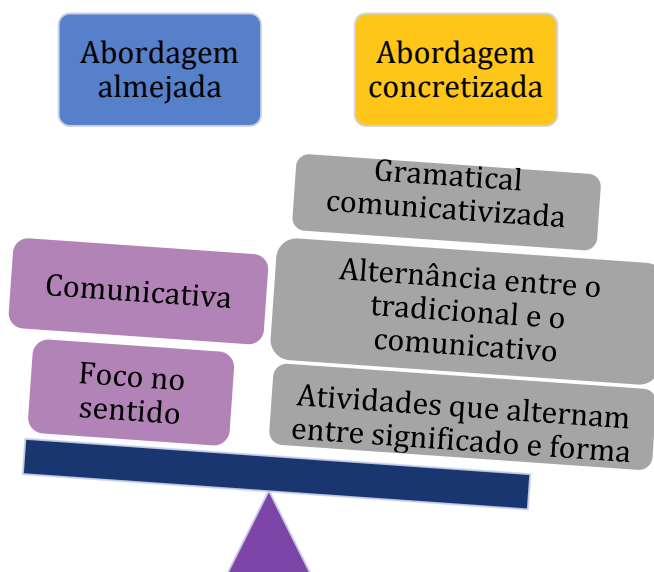 Abordagem
almejada
Abordagem
concretizada
Gramatical
comunicativizada
Comunicativa
Alternância entre o
tradicional e o
comunicativo
Foco no
sentido
Atividades que alternam
entre significado e forma